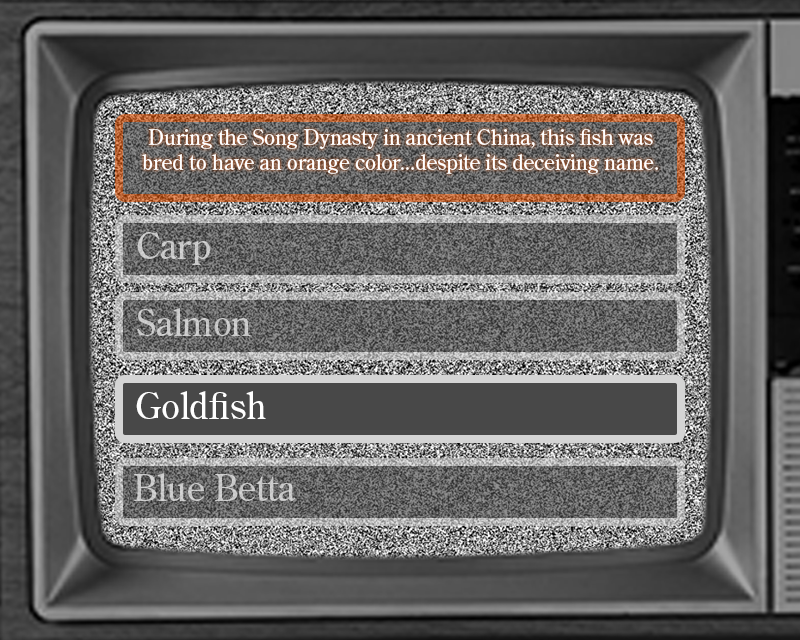 During the Song Dynasty in ancient China, this fish was
bred to have an orange color...despite its deceiving name.
Carp
Salmon
Goldfish
Blue Betta